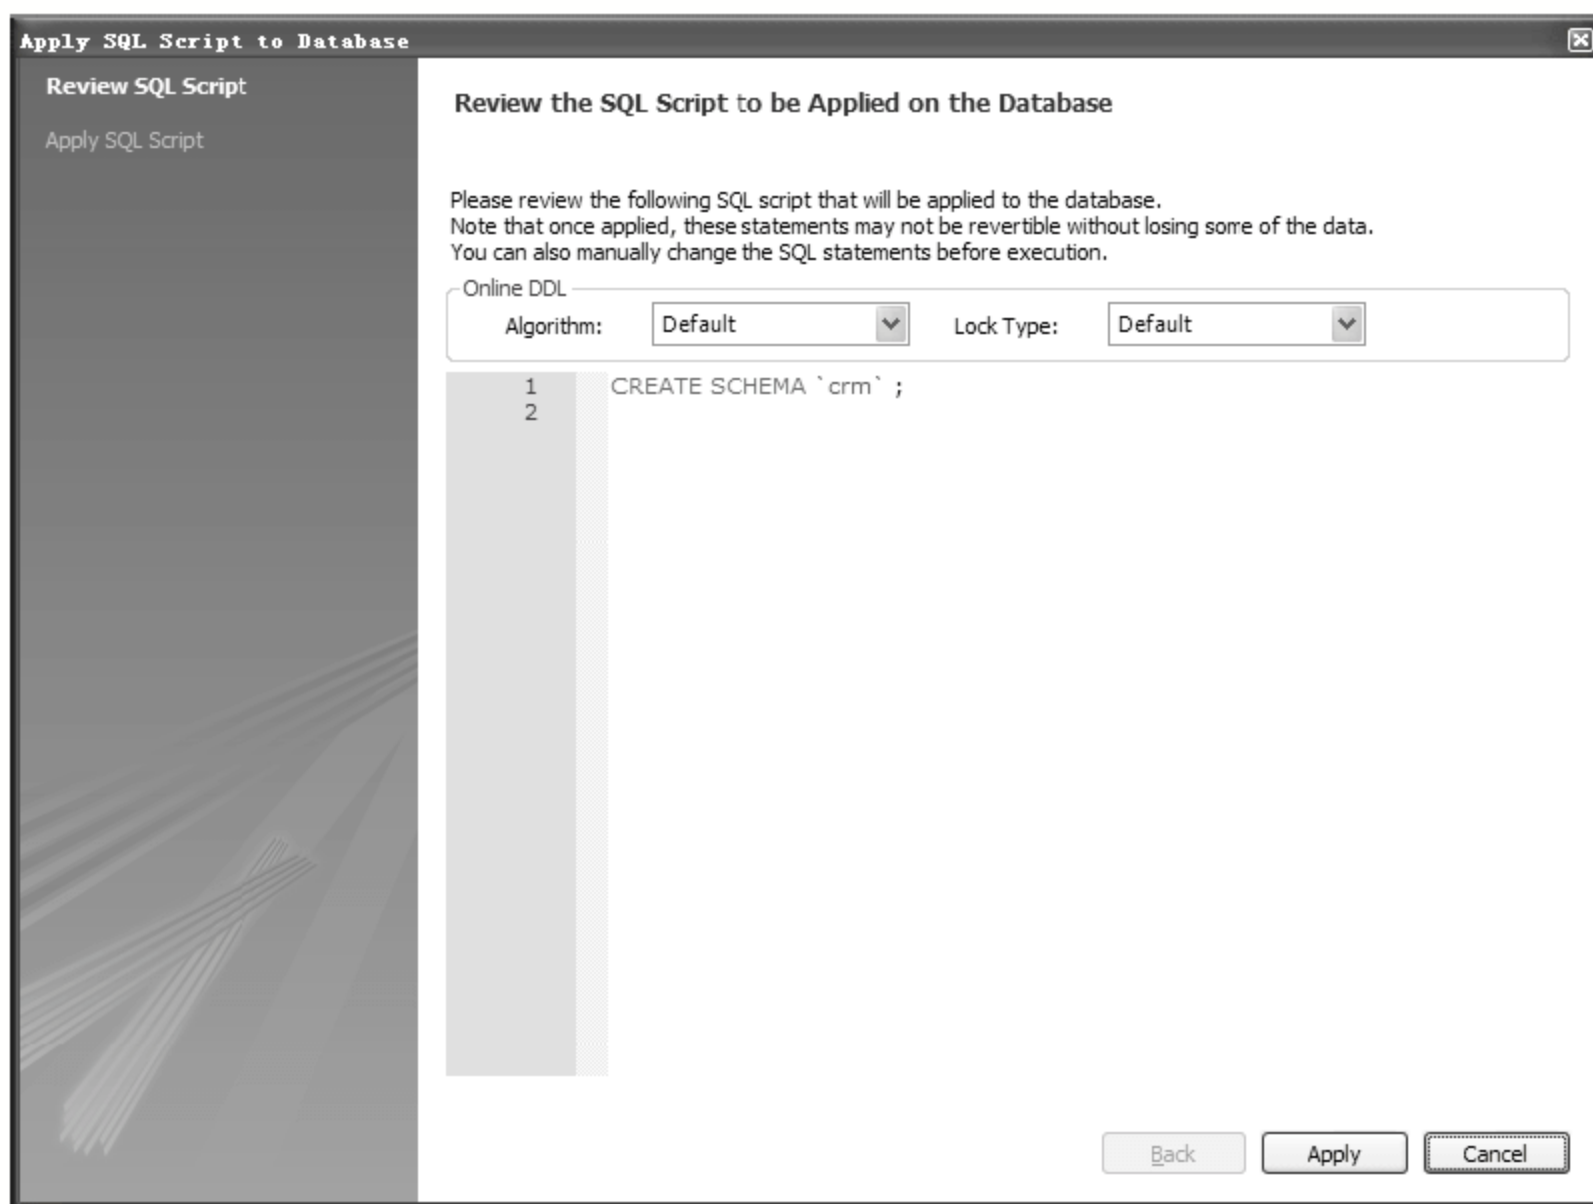 Apply SQL Script to Database
Review SQL Script
Apply SQL Script
Review the SQL Script to be Applied on the Database
Please review the following SQL script that will be applied to the database.
Note that once applied, these statements may not be revertible without losing some of the data.
You can also manually change the SQL statements before execution.
Online DDL
Algorithm: Default Lock Type: Default
1 CREATE SCHEMA `crm` ;
2
Back Apply Cancel